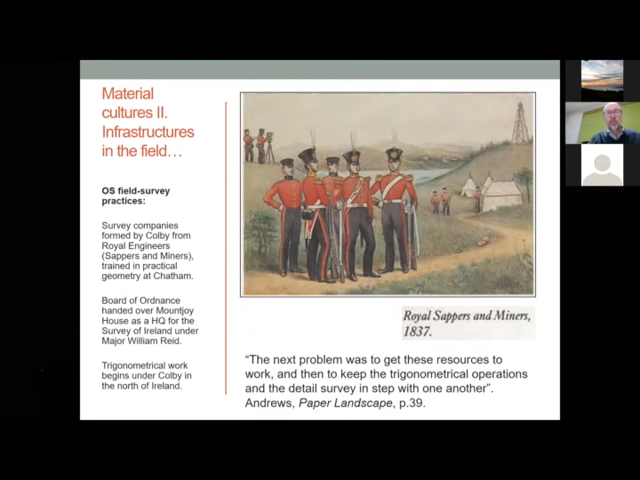 Material
cultures II.
Infrastructures
in the field…
OS field-survey
practices:
Survey companies
formed by Colby from
Royal Engineers
(Sappers and Miners),
trained in practical
geometry at Chatham.
Board of Ordnance
handed over Mountjoy
House as a HQ for the
Survey of Ireland under
Major William Reid.
Trigonometrical work
begins under Colby in
the north of Ireland.
Royal Sappers and Miners,
1837.
“The next problem was to get these resources to
work, and then to keep the trigonometrical operations
and the detail survey in step with one another”.
Andrews, Paper Landscape, p.39.